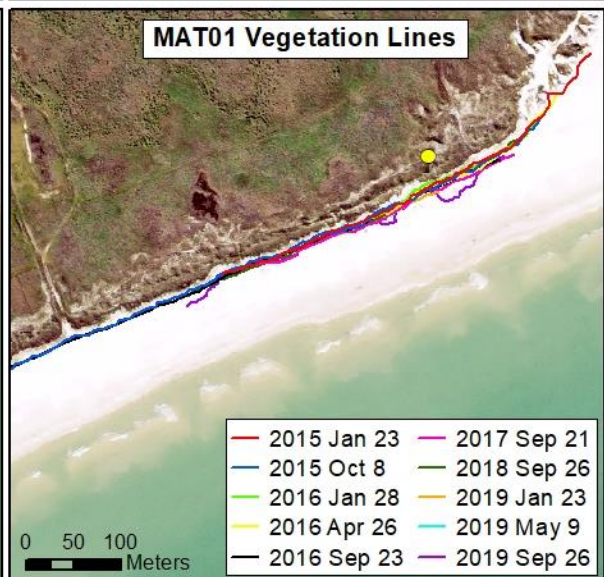 MAT01 Vegetation Lines
2015 Jan 23
2017 Sep 21
2015 Oct 8
2018 Sep 26
2016 Jan 28
2019 Jan 23
2016 Apr 26
2019 May 9
2016 Sep 23
2019 Sep 26
0 50 100
Meters